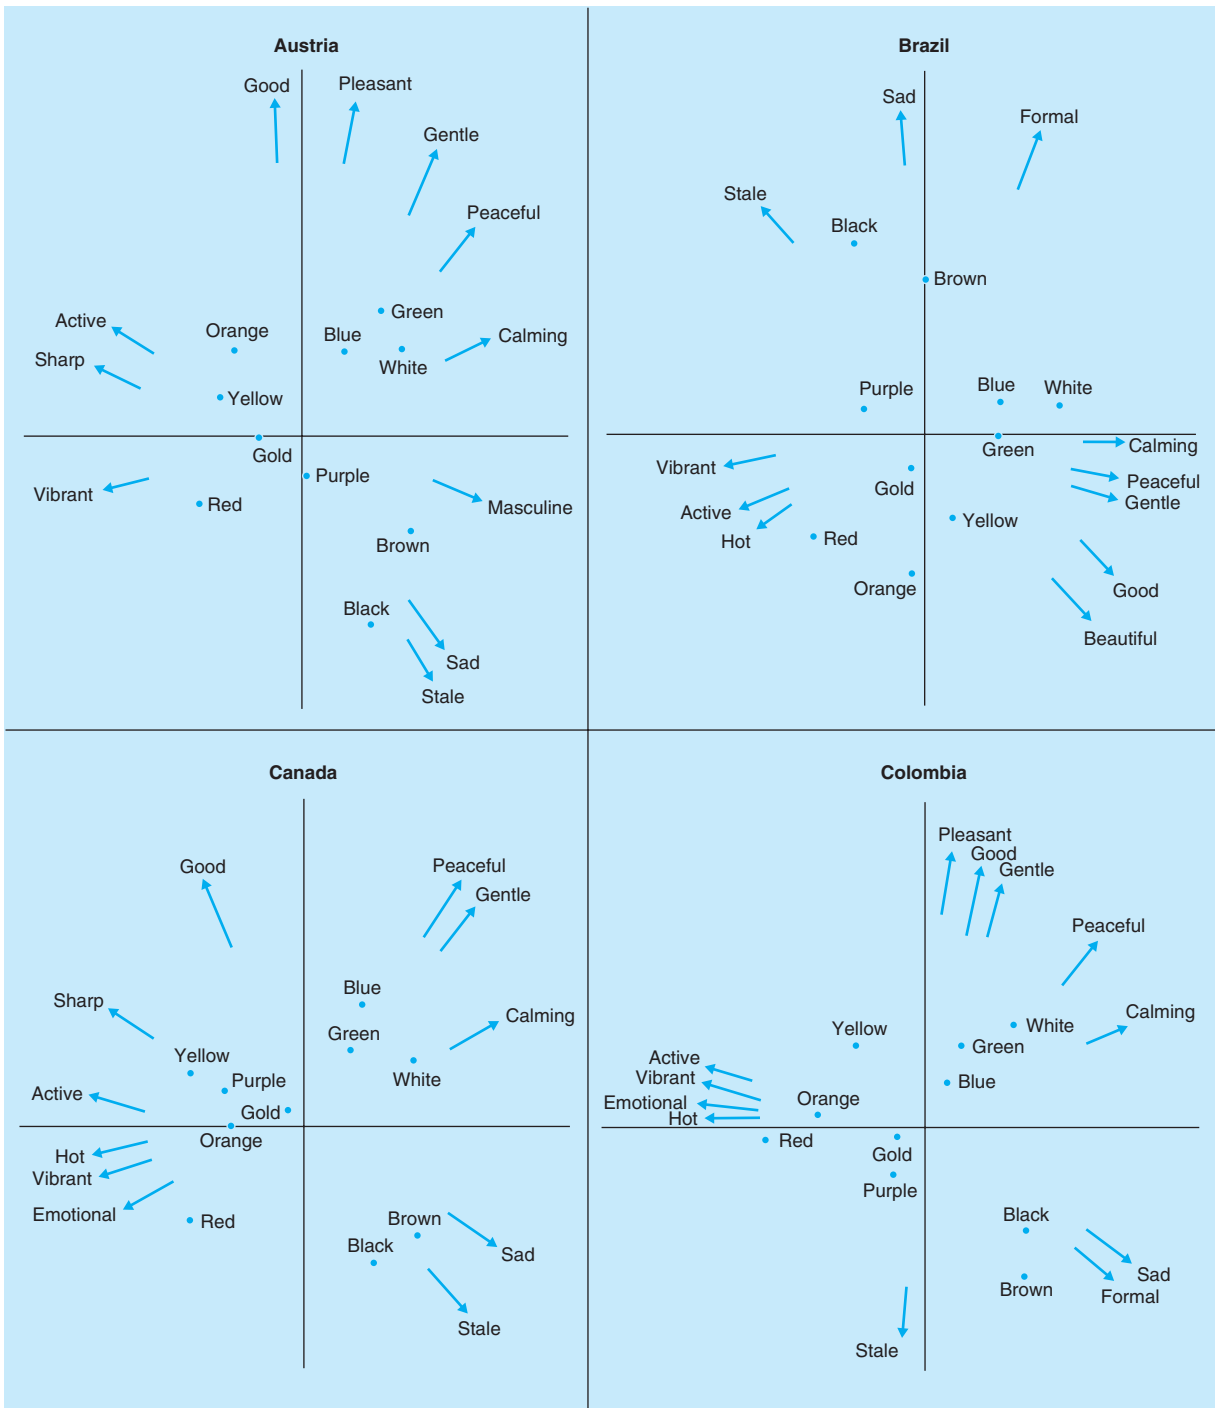 Austria
Good
Pleasant
Gentle
Peaceful
Active
Orange
Blue
Green
Calming
Sharp
White
Yellow
Gold
Purple
Vibrant
Red
Masculine
Brown
Black
Sad
Stale
Brazil
Sad
Formal
Stale
Black
Brown
Purple
Blue
White
Green
Calming
Vibrant
Gold
Peaceful
Gentle
Active
Yellow
Hot
Red
Orange
Good
Beautiful
Canada
Good
Peaceful
Gentle
Sharp
Blue
Calming
Green
Yellow
White
Purple
Active
Gold
Orange
Hot
Vibrant
Emotional
Red
Brown
Black
Sad
Stale
Colombia
Pleasant
Good
Gentle
Peaceful
Calming
White
Yellow
Green
Active
Vibrant
Blue
Emotional
Orange
Hot
Red
Gold
Purple
Black
Sad
Brown
Formal
Stale